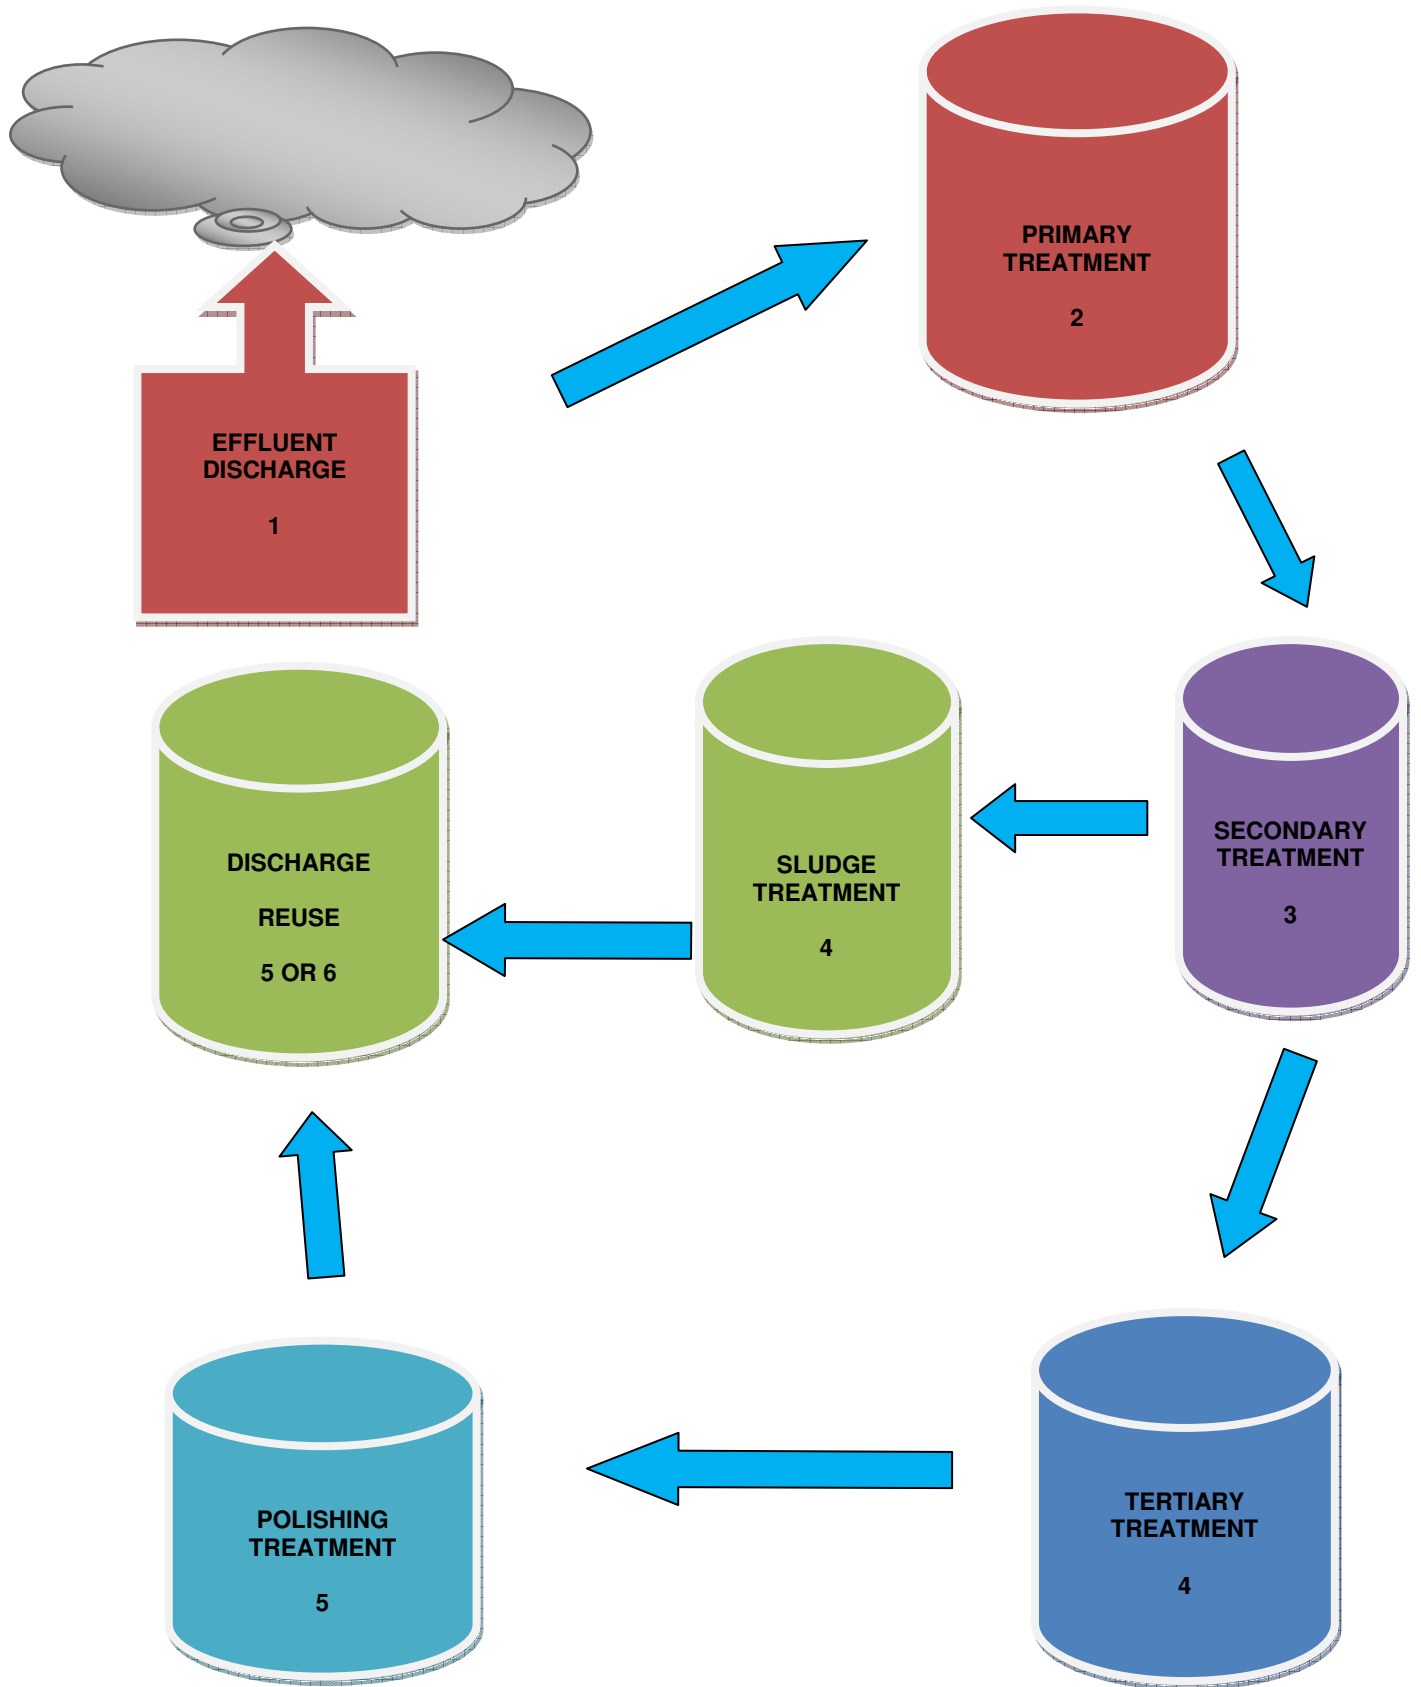 PRIMARY
TREATMENT
2
EFFLUENT
DISCHARGE
1
SECONDARY
TREATMENT
3
SLUDGE
TREATMENT
4
DISCHARGE
REUSE
5 OR 6
TERTIARY
TREATMENT
4
POLISHING
TREATMENT
5